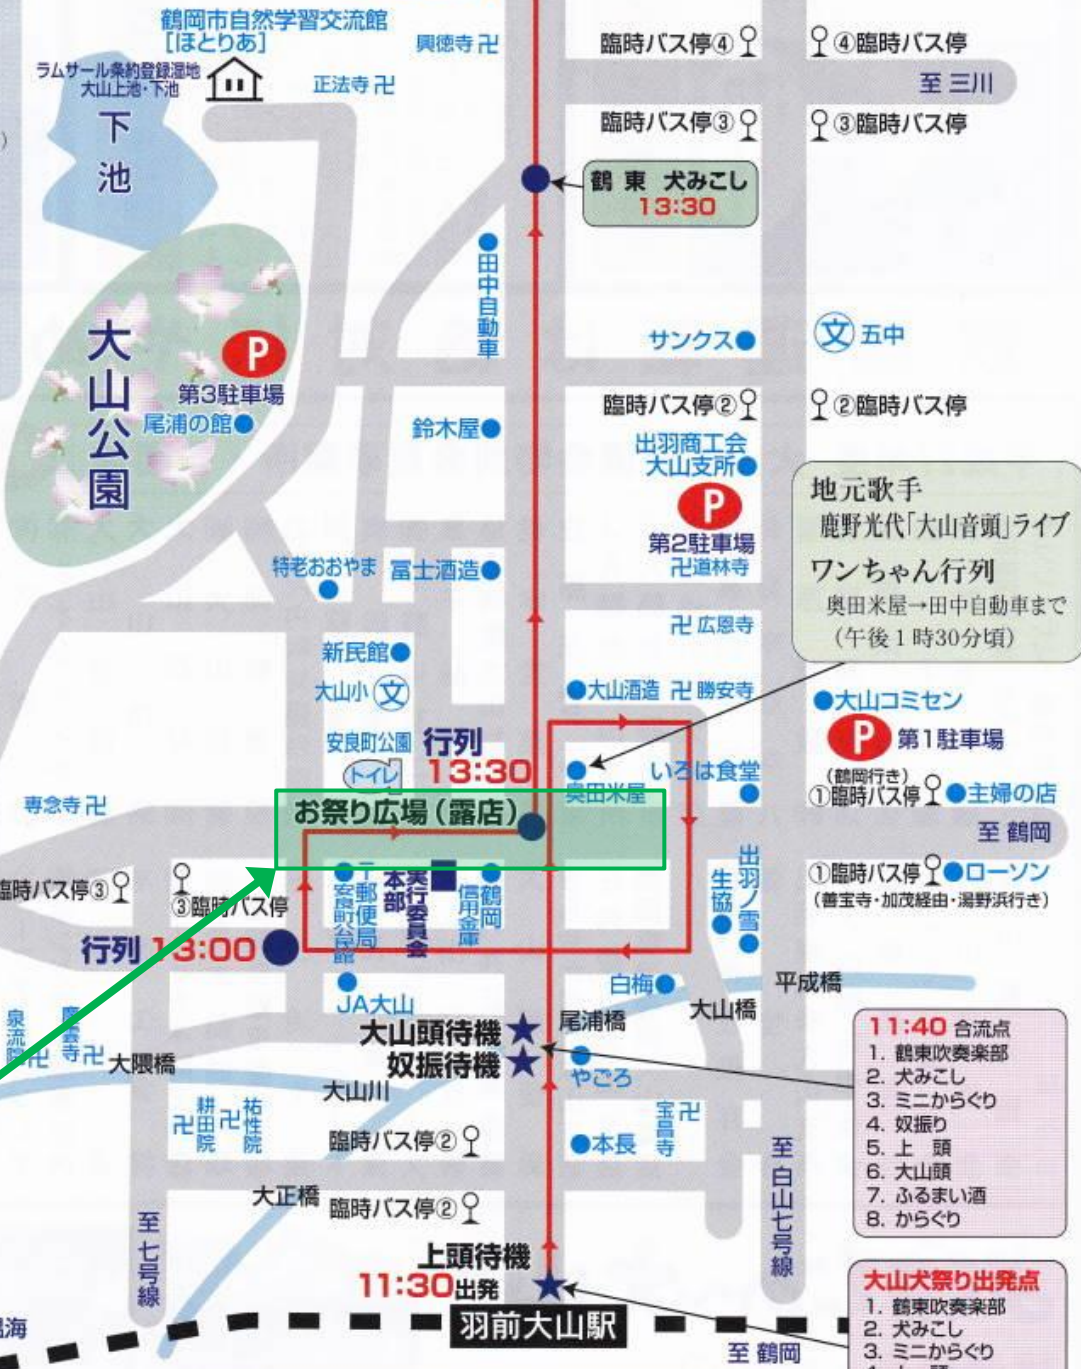 鶴岡市自然学習交流館
[ほとりあ]
ラムサール条約登録湿地
大山上池・下池
下池
興徳寺卍
正法寺卍
臨時バス停④
④臨時バス停
至 三川
臨時バス停③
③臨時バス停
鶴東 犬みこし
13:30
田中自動車
サンクス
文 五中
大山公園
P
第3駐車場
尾浦の館
鈴木屋
臨時バス停②
②臨時バス停
出羽商工会
大山支所
P
第2駐車場
卍道林寺
地元歌手
鹿野光代「大山音頭」ライブ
ワンちゃん行列
奥田米屋→田中自動車まで
(午後1時30分頃)
特老おおやま
冨士酒造
卍 広恩寺
新民館
大山小 文
大山酒造
卍 勝安寺
大山コミセン
P 第1駐車場
安良町公園
トイレ
行列
13:30
いろは食堂
奥田米屋
(鶴岡行き)
①臨時バス停
主婦の店
専念寺卍
お祭り広場(露店)
至 鶴岡
臨時バス停③
③臨時バス停
安良町公民館
〒郵便局
実行委員会
本部
鶴岡
信用金庫
生協
出羽ノ雪
①臨時バス停
ローソン
(善宝寺・加茂経由・湯野浜行き)
行列 13:00
JA大山
白梅
大山橋
平成橋
泉流院卍
卍
大隈橋
大山頭待機
奴振待機
尾浦橋
やごろ
大山川
11:40 合流点
1. 鶴東吹奏楽部
2. 犬みこし
3. ミニからくり
4. 奴振り
5. 上 頭
6. 大山頭
7. ふるまい酒
8. からぐり
卍耕田院
卍祐性院
臨時バス停②
本長
宝昌寺卍
大正橋
臨時バス停②
至 七号線
至 白山七号線
上頭待機
11:30出発
羽前大山駅
至 鶴岡
大山犬祭り出発点
1. 鶴東吹奏楽部
2. 犬みこし
3. ミニからぐり